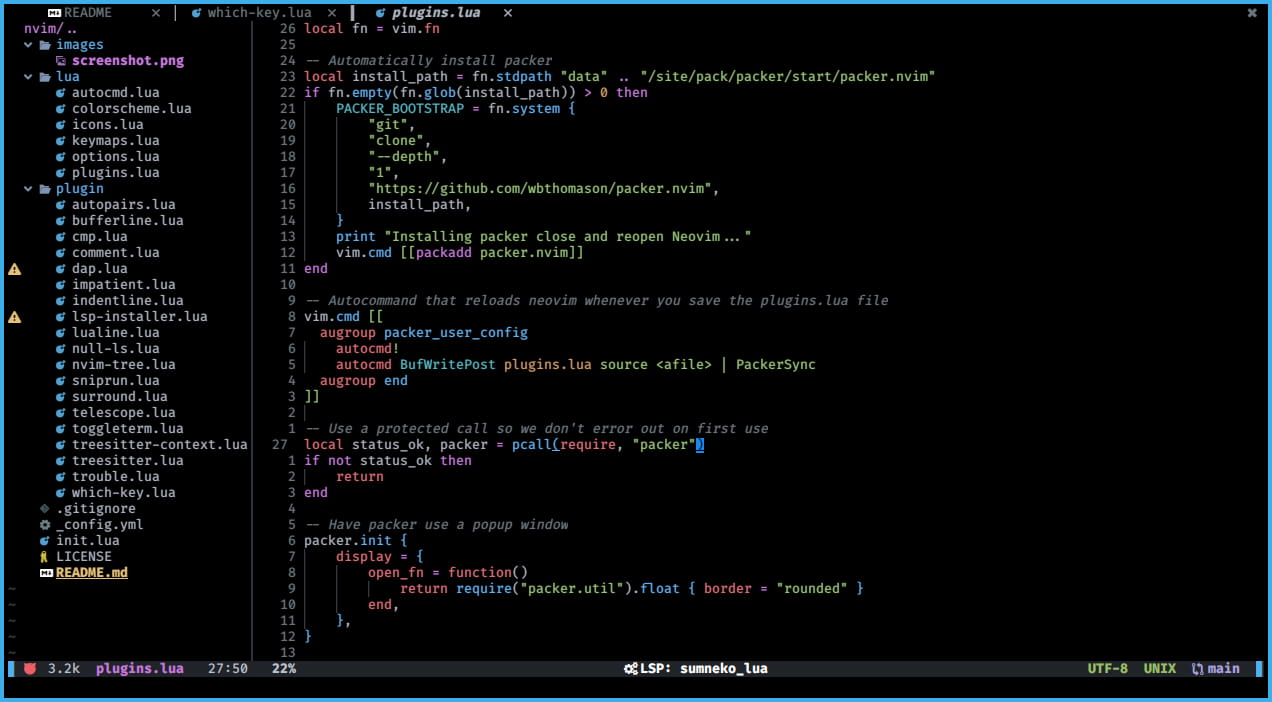 README × which-key.lua × plugins.lua ×
nvim/..
images
screenshot.png
lua
autocmd.lua
colorscheme.lua
icons.lua
keymaps.lua
options.lua
plugins.lua
plugin
autopairs.lua
bufferline.lua
cmp.lua
comment.lua
dap.lua
impatient.lua
indentline.lua
lsp-installer.lua
lualine.lua
null-ls.lua
nvim-tree.lua
sniprun.lua
surround.lua
telescope.lua
toggleterm.lua
treesitter-context.lua
treesitter.lua
trouble.lua
which-key.lua
.gitignore
_config.yml
init.lua
LICENSE
README.md
~
~
~
~
~
26 local fn = vim.fn
25
24 -- Automatically install packer
23 local install_path = fn.stdpath "data" .. "/site/pack/packer/start/packer.nvim"
22 if fn.empty(fn.glob(install_path)) > 0 then
21 PACKER_BOOTSTRAP = fn.system {
20 "git",
19 "clone",
18 "--depth",
17 "1",
16 "https://github.com/wbthomason/packer.nvim",
15 install_path,
14 }
13 print "Installing packer close and reopen Neovim..."
12 vim.cmd [[packadd packer.nvim]]
11 end
10
9 -- Autocommand that reloads neovim whenever you save the plugins.lua file
8 vim.cmd [[
7 augroup packer_user_config
6 autocmd!
5 autocmd BufWritePost plugins.lua source <afile> | PackerSync
4 augroup end
3 ]]
2
1 -- Use a protected call so we don't error out on first use
27 local status_ok, packer = pcall(require, "packer")
1 if not status_ok then
2 return
3 end
4
5 -- Have packer use a popup window
6 packer.init {
7 display = {
8 open_fn = function()
9 return require("packer.util").float { border = "rounded" }
10 end,
11 },
12 }
13
3.2k plugins.lua 27:50 22% LSP: sumneko_lua UTF-8 UNIX main